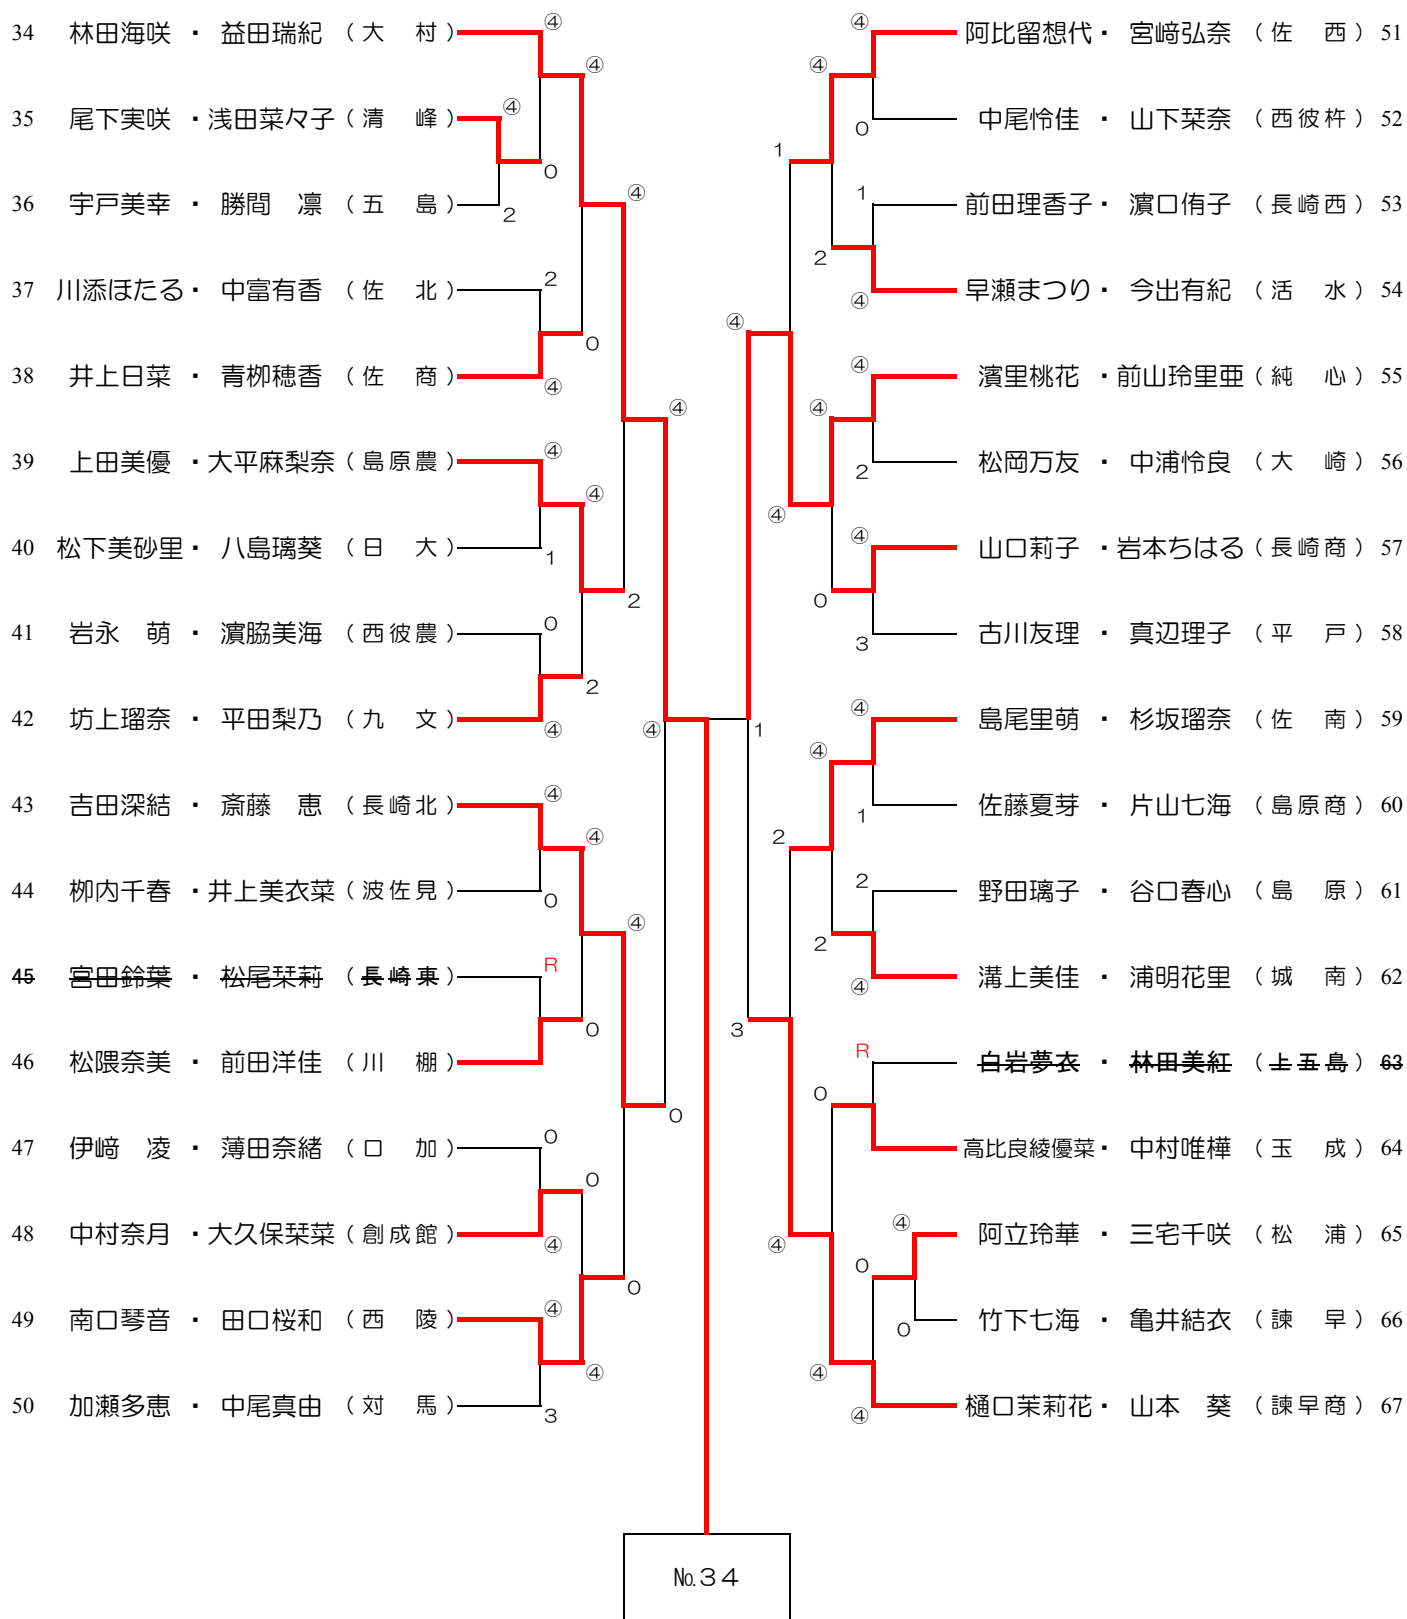 34 林田海咲 ・ 益田瑞紀 （大　村） ④
④
35 尾下実咲 ・ 浅田菜々子 （清　峰） ④
0
36 宇戸美幸 ・ 勝間　凛 （五　島） 2
④
37 川添ほたる ・ 中富有香 （佐　北） 2
0
38 井上日菜 ・ 青栁穂香 （佐　商） ④
④
39 上田美優 ・ 大平麻梨奈 （島原農） ④
④
40 松下美砂里 ・ 八島璃葵 （日　大） 1
2
41 岩永　萌 ・ 濵脇美海 （西彼農） 0
2
42 坊上瑠奈 ・ 平田梨乃 （九　文） ④
④
43 吉田深結 ・ 斎藤　恵 （長崎北） ④
④
44 栁内千春 ・ 井上美衣菜 （波佐見） 0
④
45 宮田鈴葉 ・ 松尾栞莉 （長崎東） R
0
46 松隈奈美 ・ 前田洋佳 （川　棚）
0
47 伊﨑　凌 ・ 薄田奈緒 （口　加） 0
0
48 中村奈月 ・ 大久保栞菜 （創成館） ④
0
49 南口琴音 ・ 田口桜和 （西　陵） ④
④
50 加瀬多恵 ・ 中尾真由 （対　馬） 3
④ 阿比留想代 ・ 宮﨑弘奈 （佐　西） 51
④
0 中尾怜佳 ・ 山下栞奈 （西彼杵） 52
1
1 前田理香子 ・ 濵口侑子 （長崎西） 53
2
④ 早瀬まつり ・ 今出有紀 （活　水） 54
④
④ 濵里桃花 ・ 前山玲里亜 （純　心） 55
④
2 松岡万友 ・ 中浦怜良 （大　崎） 56
④
④ 山口莉子 ・ 岩本ちはる （長崎商） 57
0
3 古川友理 ・ 真辺理子 （平　戸） 58
1
④ 島尾里萌 ・ 杉坂瑠奈 （佐　南） 59
④
1 佐藤夏芽 ・ 片山七海 （島原商） 60
2
2 野田璃子 ・ 谷口春心 （島　原） 61
2
④ 溝上美佳 ・ 浦明花里 （城　南） 62
3
R 白岩夢衣 ・ 林田美紅 （上五島） 63
0
高比良綾優菜 ・ 中村唯樺 （玉　成） 64
④
④ 阿立玲華 ・ 三宅千咲 （松　浦） 65
0
0 竹下七海 ・ 亀井結衣 （諫　早） 66
④
④ 樋口茉莉花 ・ 山本　葵 （諫早商） 67
№34